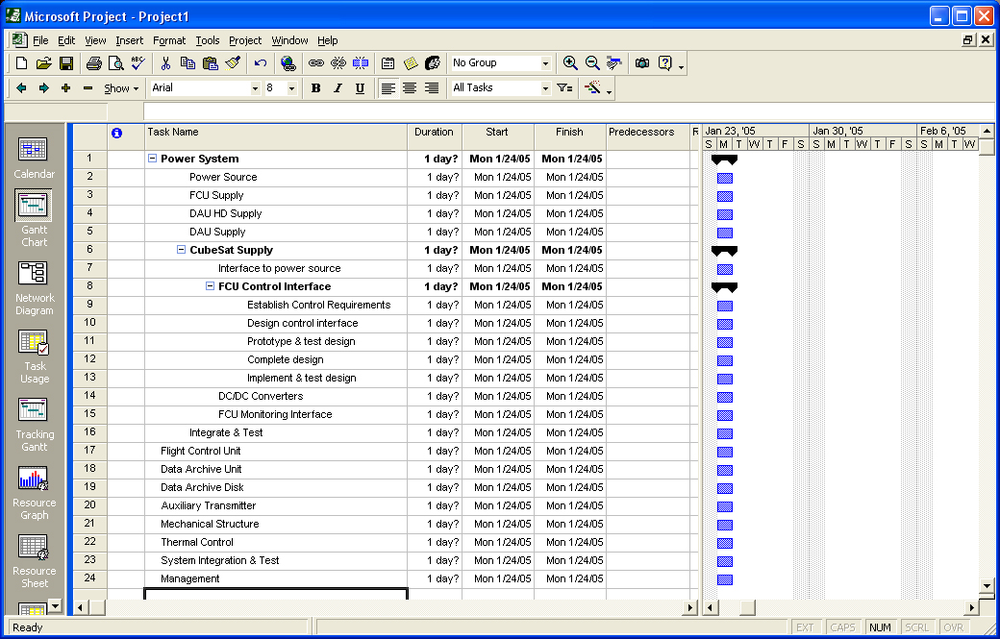 Microsoft Project - Project1
File Edit View Insert Format Tools Project Window Help
ABC No Group ?
Show Arial 8 B I U All Tasks
Task Name Duration Start Finish Predecessors R Jan 23, '05 Jan 30, '05 Feb 6, '05
S M T W T F S S M T W T F S S M T W
1 Power System 1 day? Mon 1/24/05 Mon 1/24/05
2 Power Source 1 day? Mon 1/24/05 Mon 1/24/05
3 FCU Supply 1 day? Mon 1/24/05 Mon 1/24/05
4 DAU HD Supply 1 day? Mon 1/24/05 Mon 1/24/05
5 DAU Supply 1 day? Mon 1/24/05 Mon 1/24/05
6 CubeSat Supply 1 day? Mon 1/24/05 Mon 1/24/05
7 Interface to power source 1 day? Mon 1/24/05 Mon 1/24/05
8 FCU Control Interface 1 day? Mon 1/24/05 Mon 1/24/05
9 Establish Control Requirements 1 day? Mon 1/24/05 Mon 1/24/05
10 Design control interface 1 day? Mon 1/24/05 Mon 1/24/05
11 Prototype & test design 1 day? Mon 1/24/05 Mon 1/24/05
12 Complete design 1 day? Mon 1/24/05 Mon 1/24/05
13 Implement & test design 1 day? Mon 1/24/05 Mon 1/24/05
14 DC/DC Converters 1 day? Mon 1/24/05 Mon 1/24/05
15 FCU Monitoring Interface 1 day? Mon 1/24/05 Mon 1/24/05
16 Integrate & Test 1 day? Mon 1/24/05 Mon 1/24/05
17 Flight Control Unit 1 day? Mon 1/24/05 Mon 1/24/05
18 Data Archive Unit 1 day? Mon 1/24/05 Mon 1/24/05
19 Data Archive Disk 1 day? Mon 1/24/05 Mon 1/24/05
20 Auxiliary Transmitter 1 day? Mon 1/24/05 Mon 1/24/05
21 Mechanical Structure 1 day? Mon 1/24/05 Mon 1/24/05
22 Thermal Control 1 day? Mon 1/24/05 Mon 1/24/05
23 System Integration & Test 1 day? Mon 1/24/05 Mon 1/24/05
24 Management 1 day? Mon 1/24/05 Mon 1/24/05
Calendar
Gantt
Chart
Network
Diagram
Task
Usage
Tracking
Gantt
Resource
Graph
Resource
Sheet
Ready EXT CAPS NUM SCRL OVR